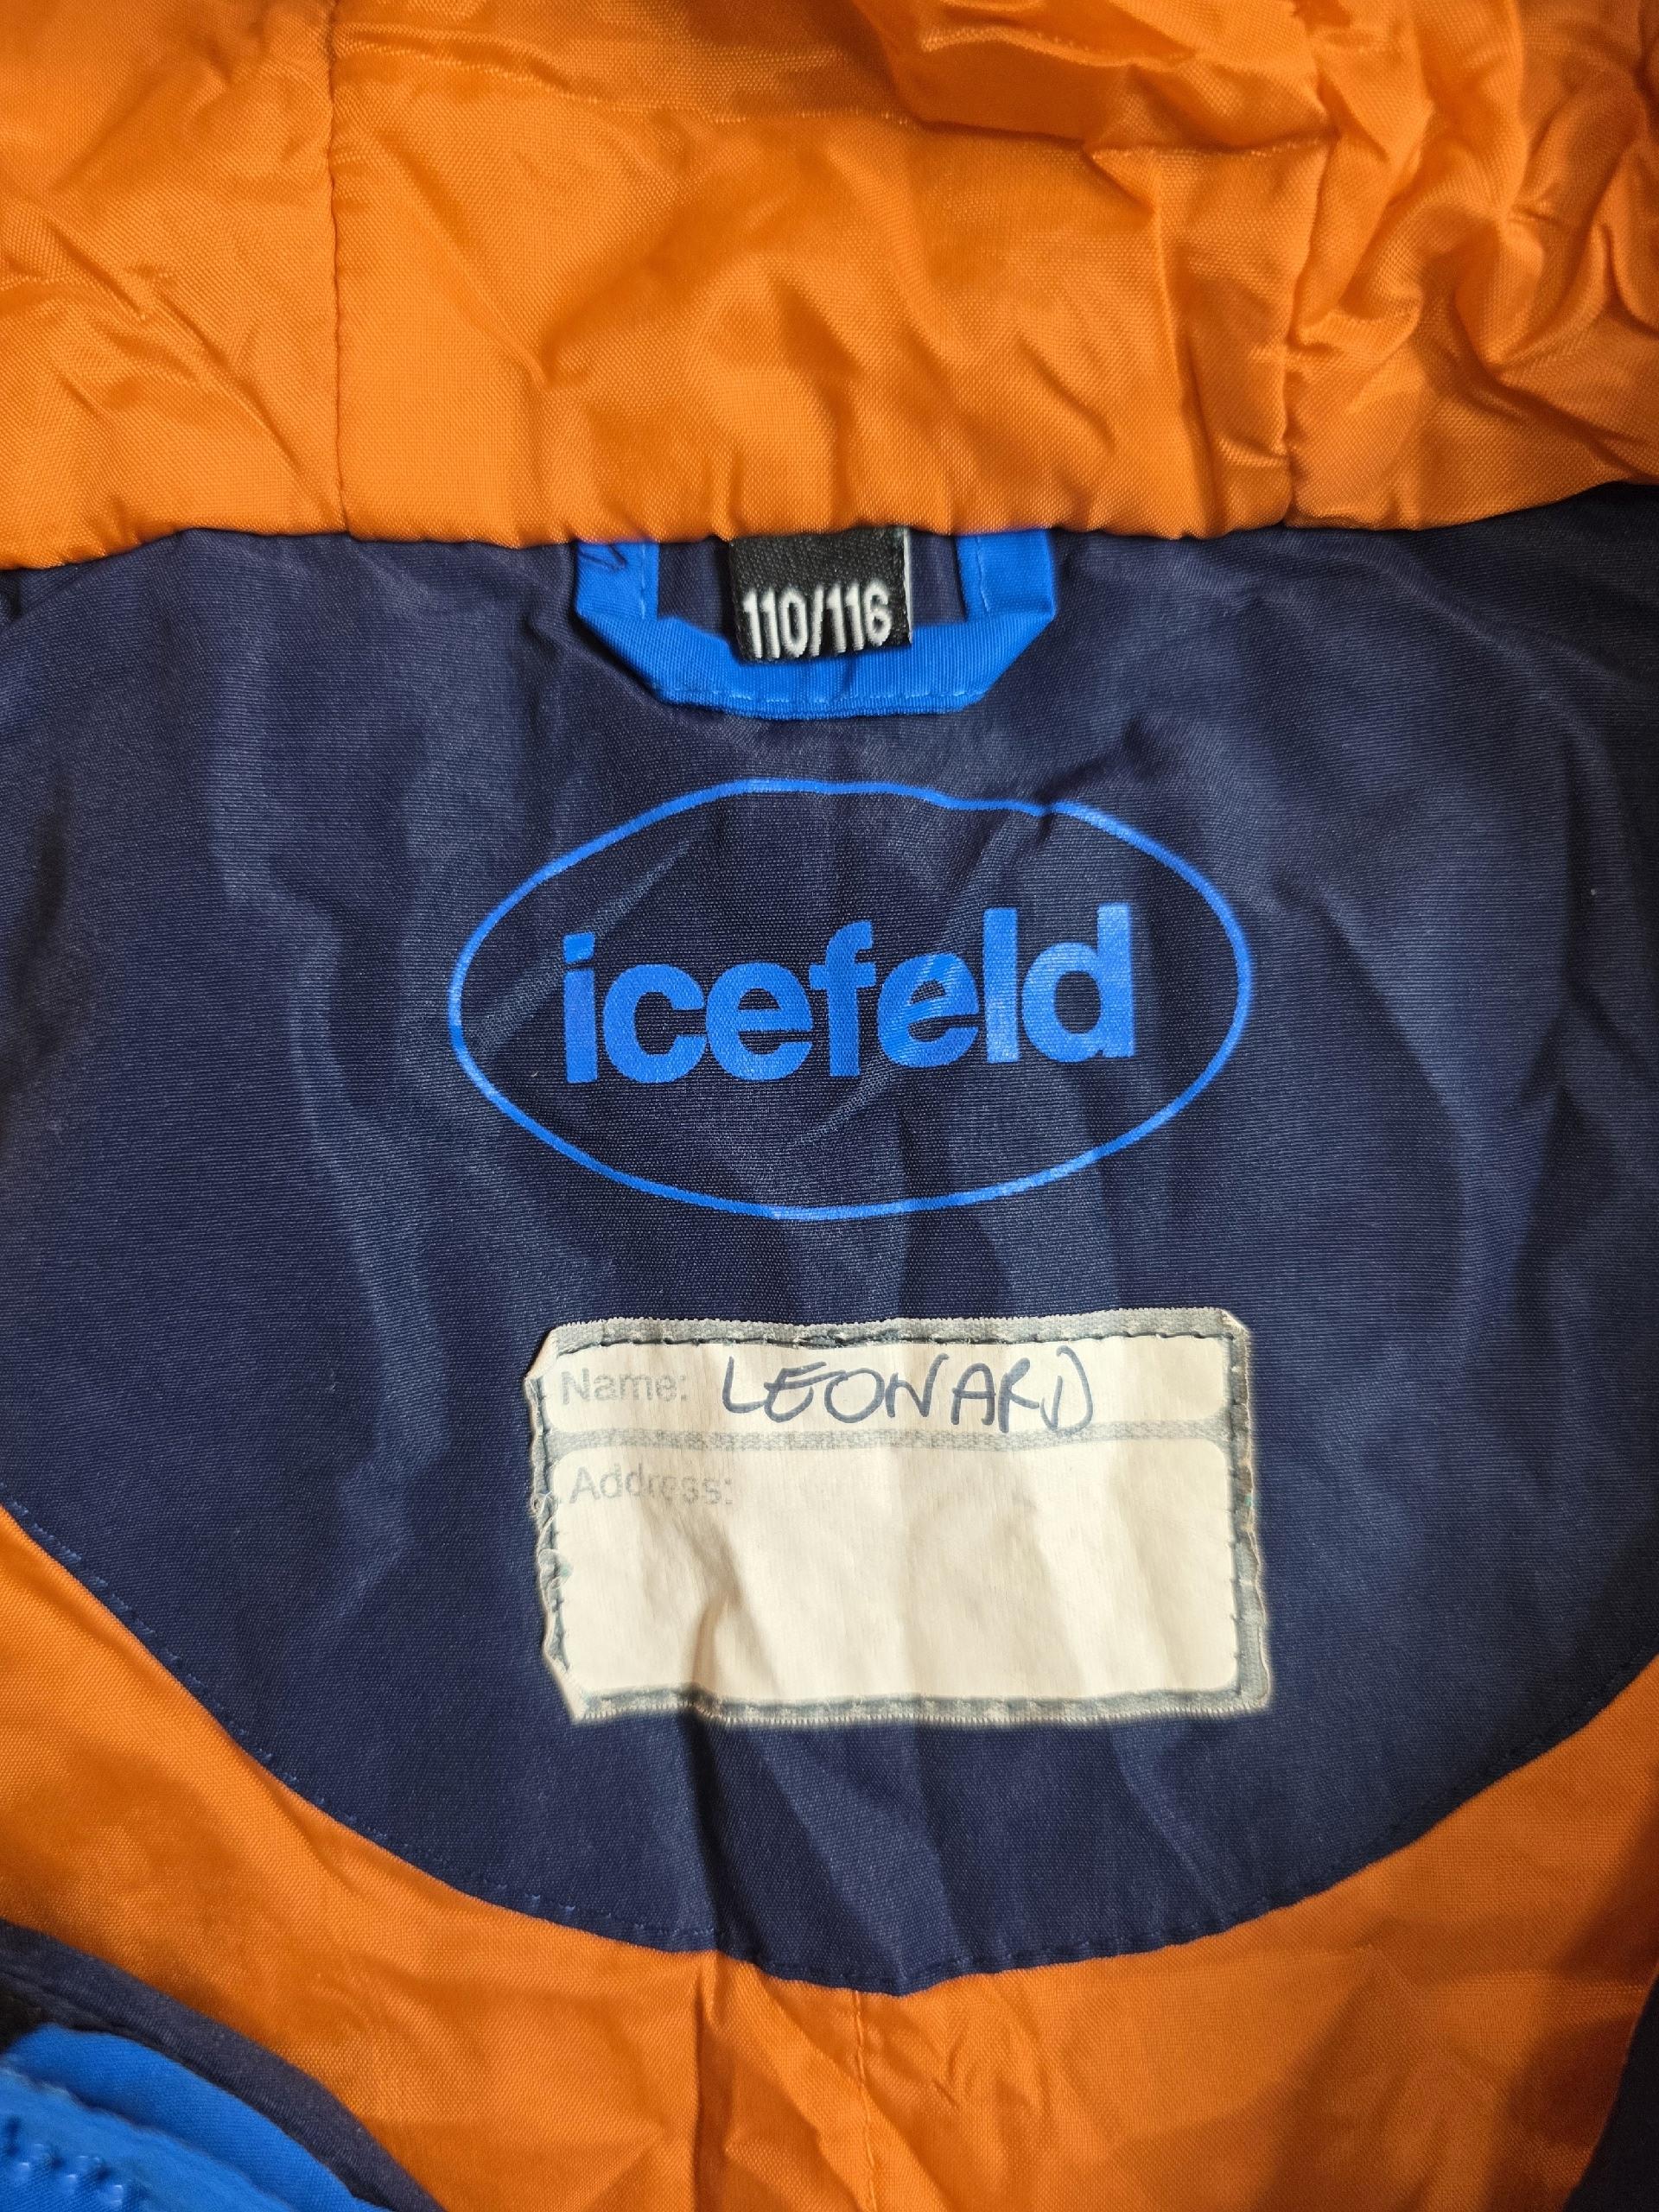 110/116
icefeld
Name: LEONARD
Address: